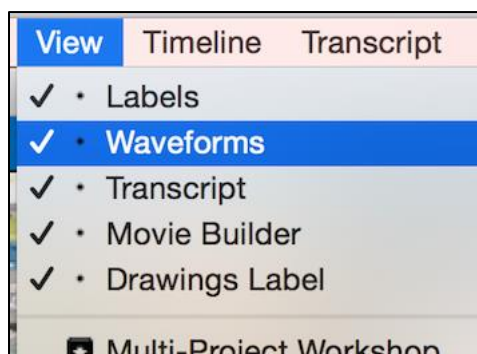 View Timeline Transcript
✓ · Labels
✓ · Waveforms
✓ · Transcript
✓ · Movie Builder
✓ · Drawings Label
Multi-Project Workshop